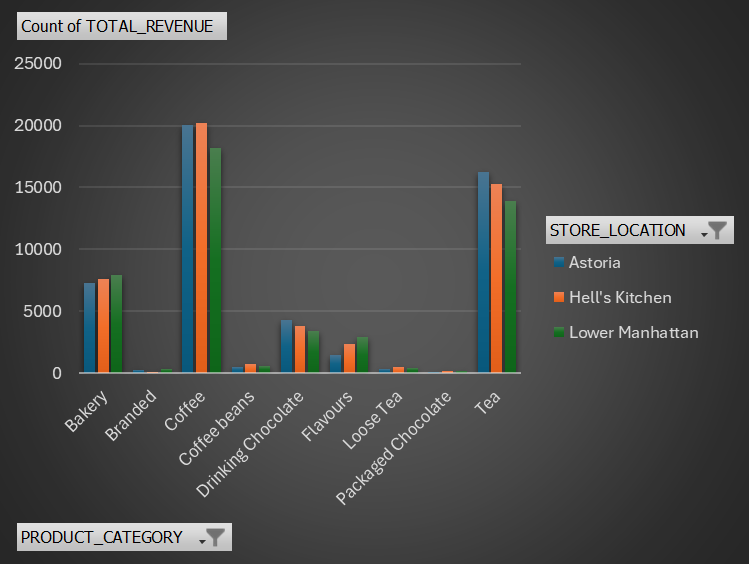 Count of TOTAL_REVENUE
25000
20000
15000
10000
5000
0
Bakery
Branded
Coffee
Coffee beans
Drinking Chocolate
Flavours
Loose Tea
Packaged Chocolate
Tea
STORE_LOCATION
Astoria
Hell's Kitchen
Lower Manhattan
PRODUCT_CATEGORY